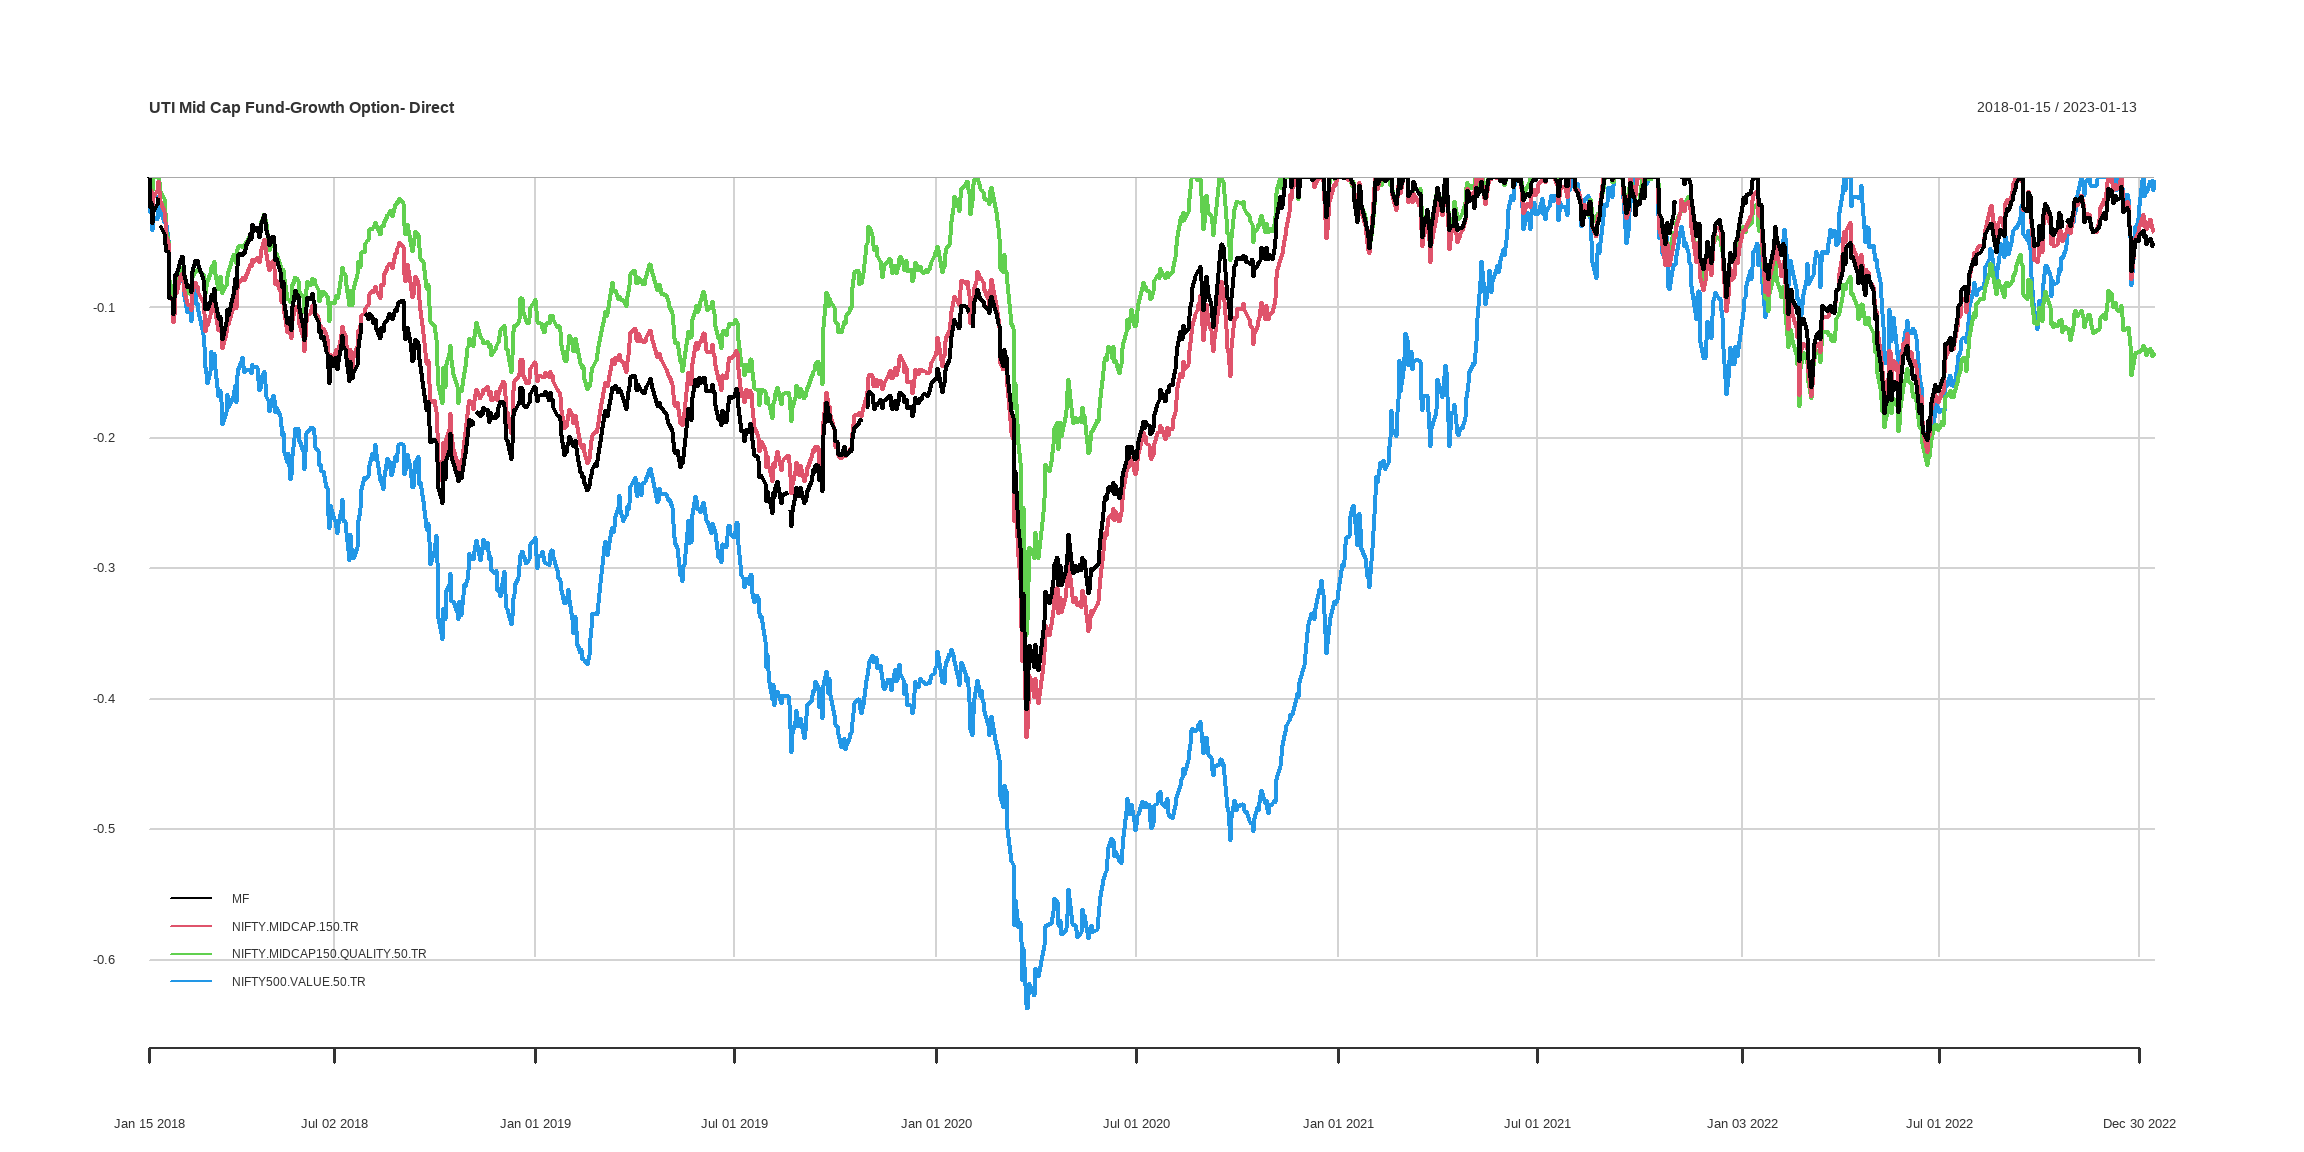 UTI Mid Cap Fund-Growth Option- Direct
2018-01-15 / 2023-01-13
-0.1
-0.2
-0.3
-0.4
-0.5
-0.6
MF
NIFTY.MIDCAP.150.TR
NIFTY.MIDCAP150.QUALITY.50.TR
NIFTY500.VALUE.50.TR
Jan 15 2018 Jul 02 2018 Jan 01 2019 Jul 01 2019 Jan 01 2020 Jul 01 2020 Jan 01 2021 Jul 01 2021 Jan 03 2022 Jul 01 2022 Dec 30 2022